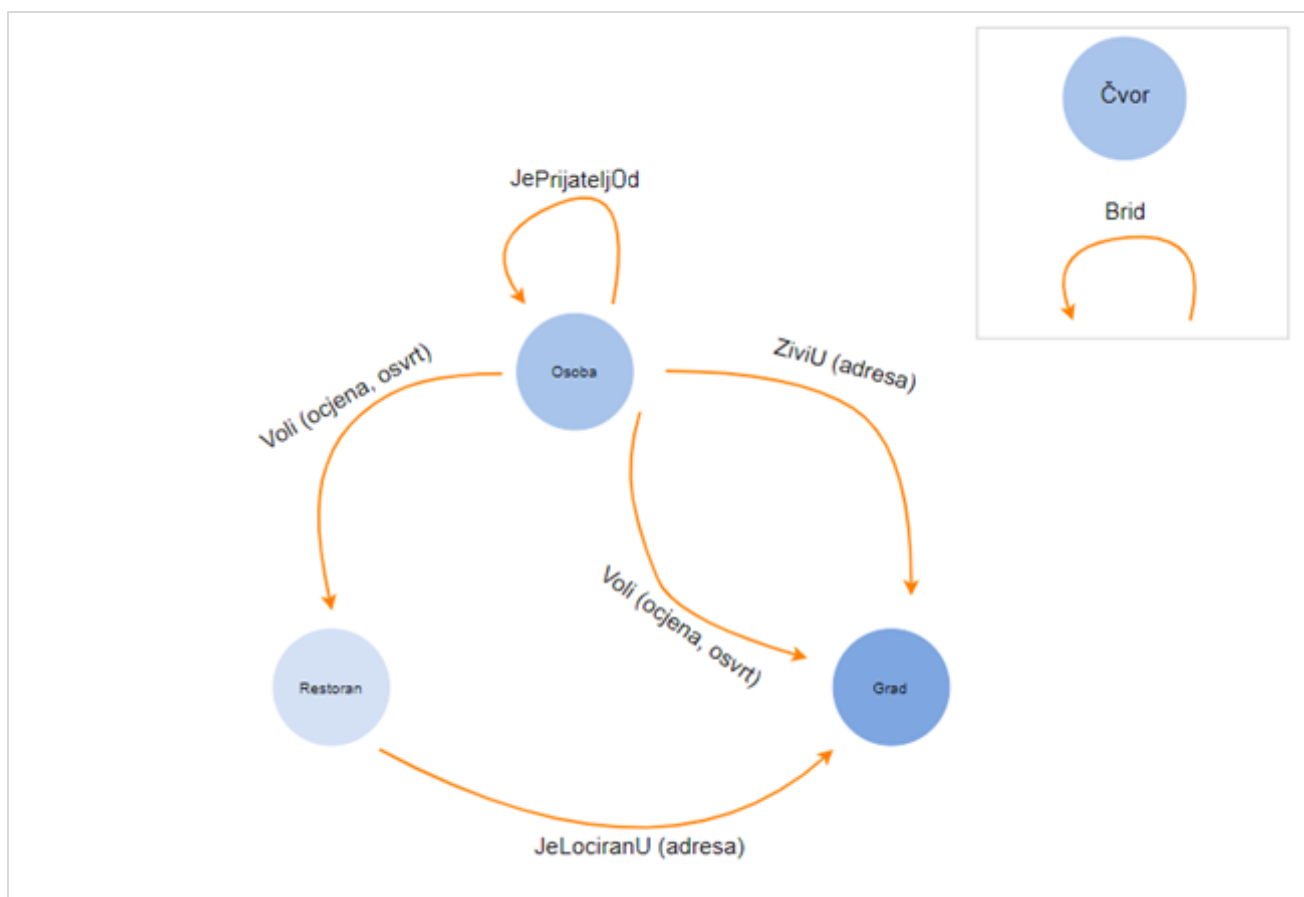 Čvor
JePrijateljOd
Brid
ZiviU (adresa)
Voli (ocjena, osvrt)
Osoba
Voli (ocjena, osvrt)
Restoran
Grad
JeLociranU (adresa)